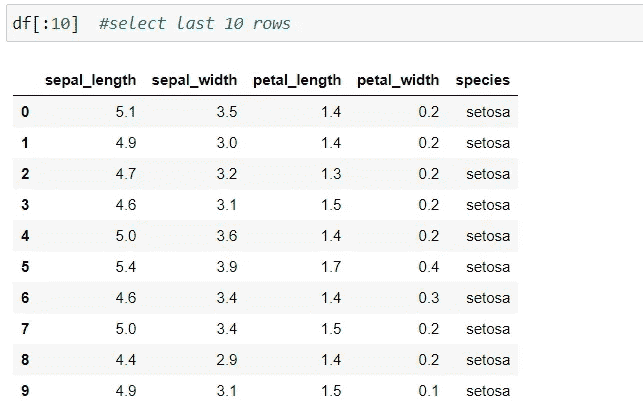 df[:10]  #select last 10 rows
sepal_length sepal_width petal_length petal_width species
0 5.1 3.5 1.4 0.2 setosa
1 4.9 3.0 1.4 0.2 setosa
2 4.7 3.2 1.3 0.2 setosa
3 4.6 3.1 1.5 0.2 setosa
4 5.0 3.6 1.4 0.2 setosa
5 5.4 3.9 1.7 0.4 setosa
6 4.6 3.4 1.4 0.3 setosa
7 5.0 3.4 1.5 0.2 setosa
8 4.4 2.9 1.4 0.2 setosa
9 4.9 3.1 1.5 0.1 setosa